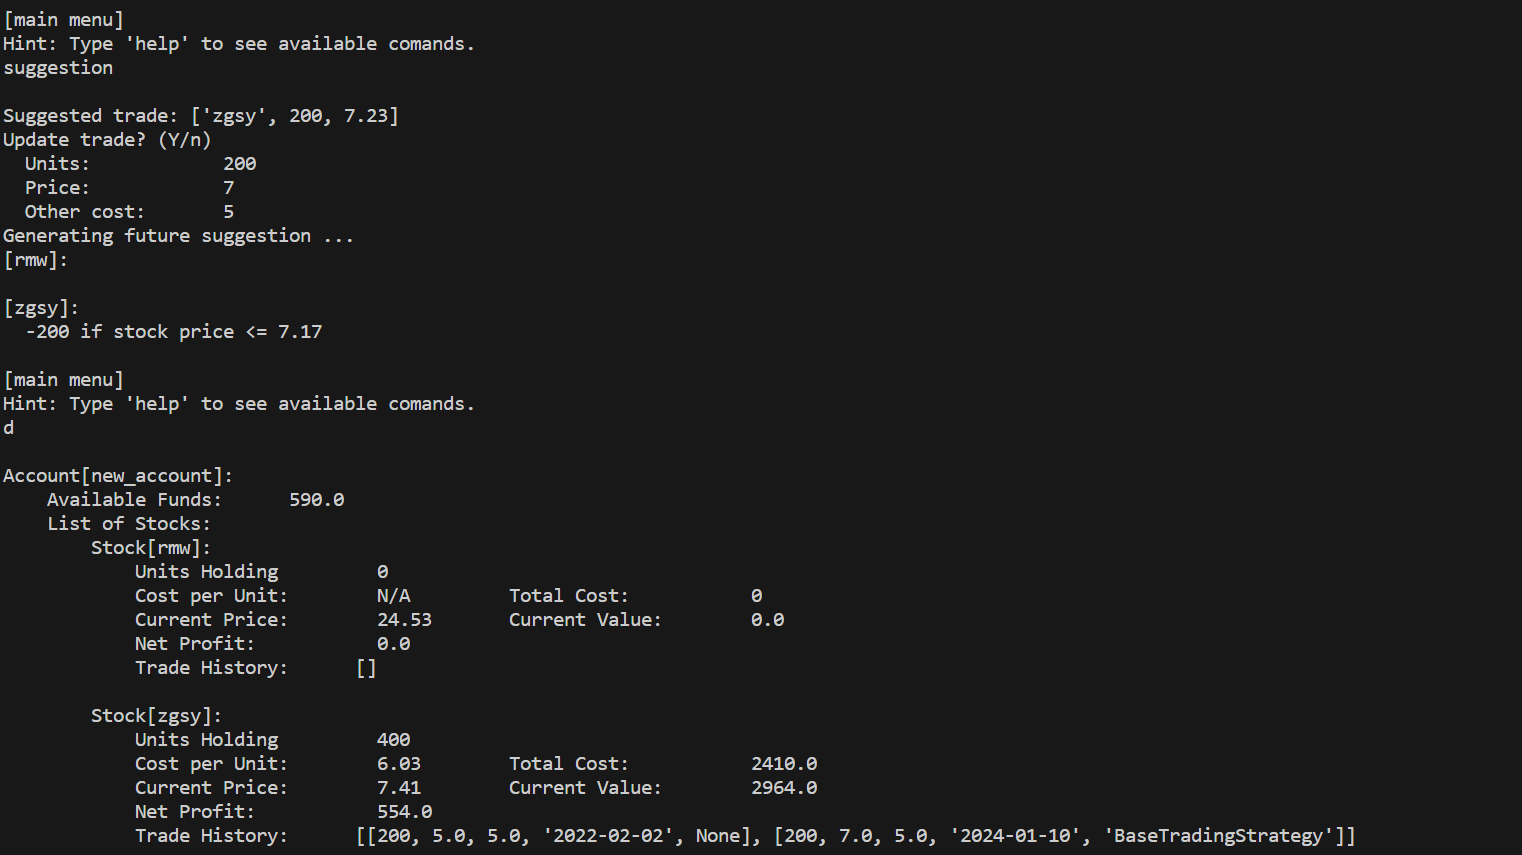 [main menu]
Hint: Type 'help' to see available comands.
suggestion
Suggested trade: ['zgsy', 200, 7.23]
Update trade? (Y/n)
Units: 200
Price: 7
Other cost: 5
Generating future suggestion ...
[rmw]:
[zgsy]:
-200 if stock price <= 7.17
[main menu]
Hint: Type 'help' to see available comands.
d
Account[new_account]:
Available Funds: 590.0
List of Stocks:
Stock[rmw]:
Units Holding 0
Cost per Unit: N/A Total Cost: 0
Current Price: 24.53 Current Value: 0.0
Net Profit: 0.0
Trade History: []
Stock[zgsy]:
Units Holding 400
Cost per Unit: 6.03 Total Cost: 2410.0
Current Price: 7.41 Current Value: 2964.0
Net Profit: 554.0
Trade History: [[200, 5.0, 5.0, '2022-02-02', None], [200, 7.0, 5.0, '2024-01-10', 'BaseTradingStrategy']]